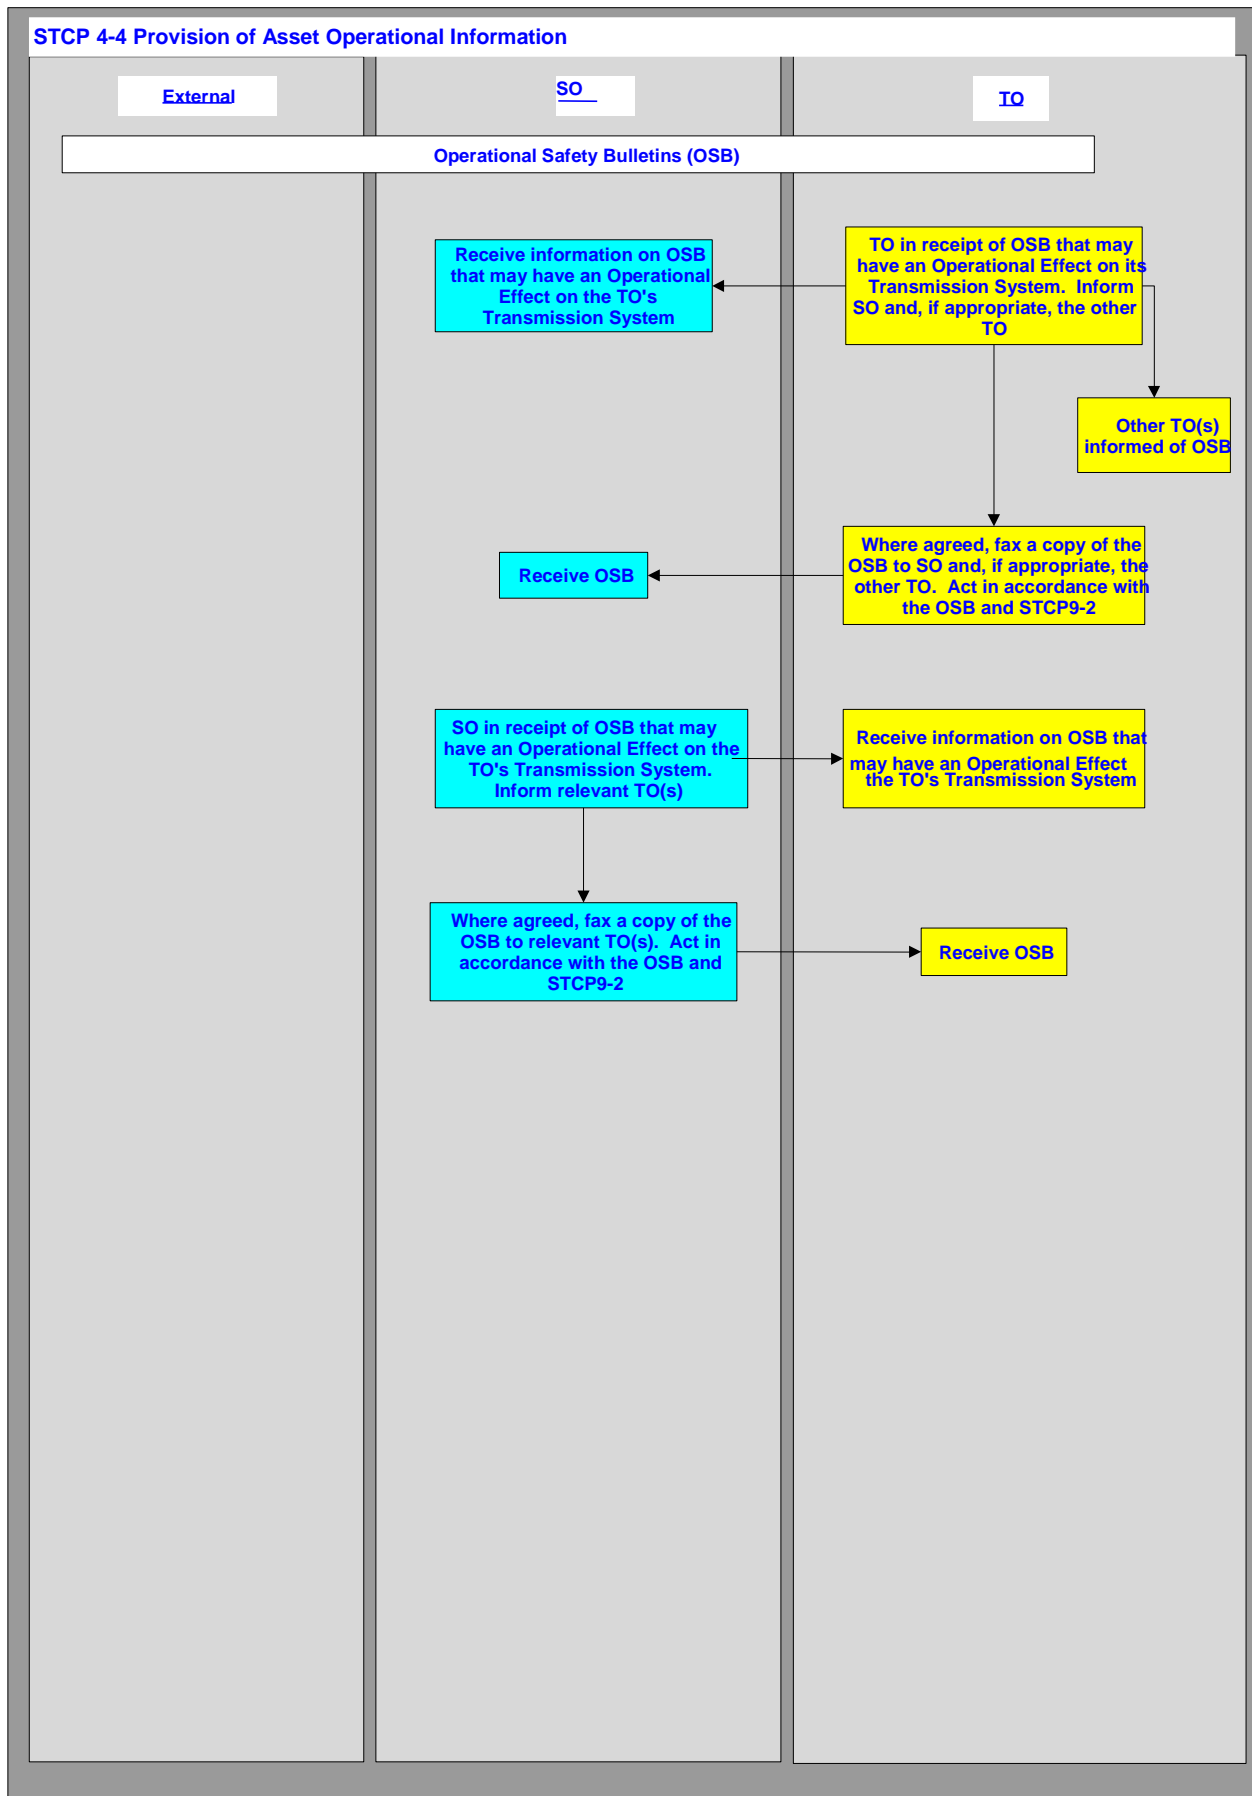 STCP 4-4 Provision of Asset Operational Information
External
SO
TO
Operational Safety Bulletins (OSB)
Receive information on OSB
that may have an Operational
Effect on the TO's
Transmission System
TO in receipt of OSB that may
have an Operational Effect on its
Transmission System. Inform
SO and, if appropriate, the other
TO
Other TO(s)
informed of OSB
Receive OSB
Where agreed, fax a copy of the
OSB to SO and, if appropriate, the
other TO. Act in accordance with
the OSB and STCP9-2
SO in receipt of OSB that may
have an Operational Effect on the
TO's Transmission System.
Inform relevant TO(s)
Receive information on OSB that
may have an Operational Effect
the TO's Transmission System
Where agreed, fax a copy of the
OSB to relevant TO(s). Act in
accordance with the OSB and
STCP9-2
Receive OSB